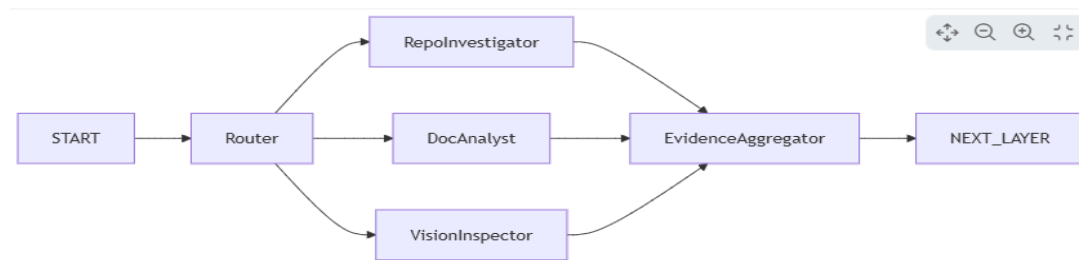 RepoInvestigator
START
Router
DocAnalyst
EvidenceAggregator
NEXT_LAYER
VisionInspector